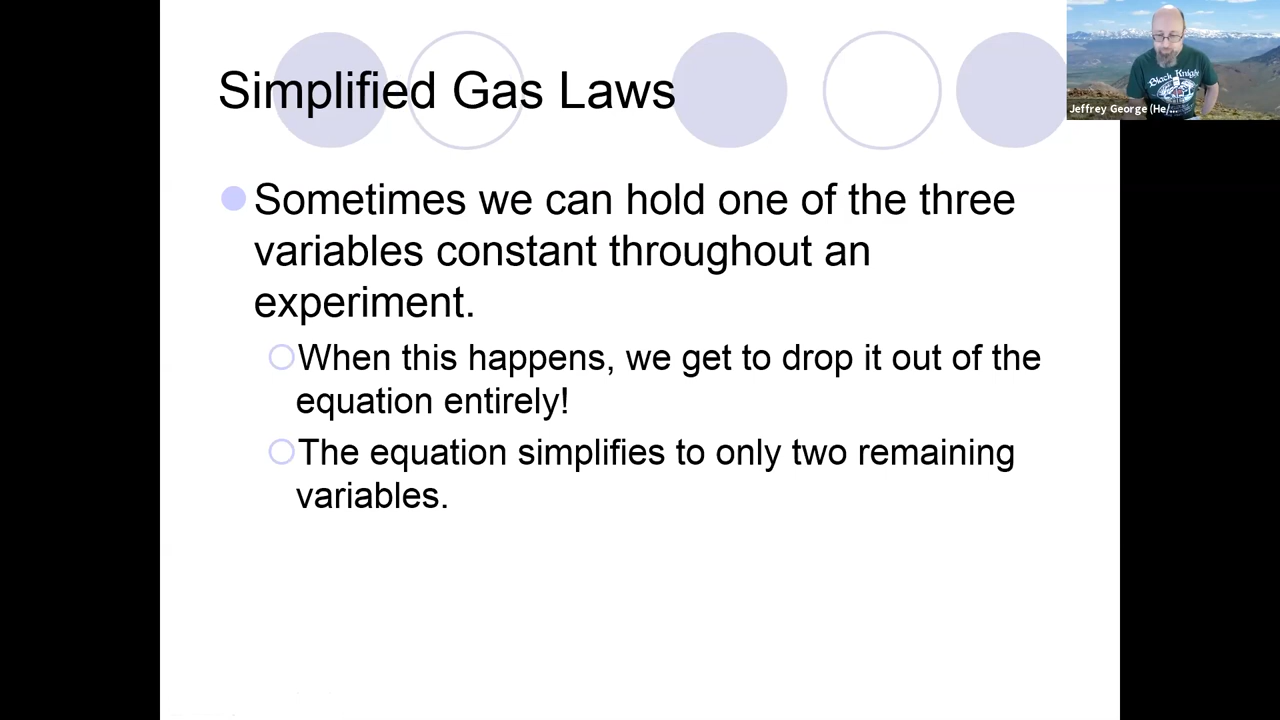 Simplified Gas Laws
Sometimes we can hold one of the three
variables constant throughout an
experiment.
When this happens, we get to drop it out of the
equation entirely!
The equation simplifies to only two remaining
variables.
Black Knight
Jeffrey George (He/...